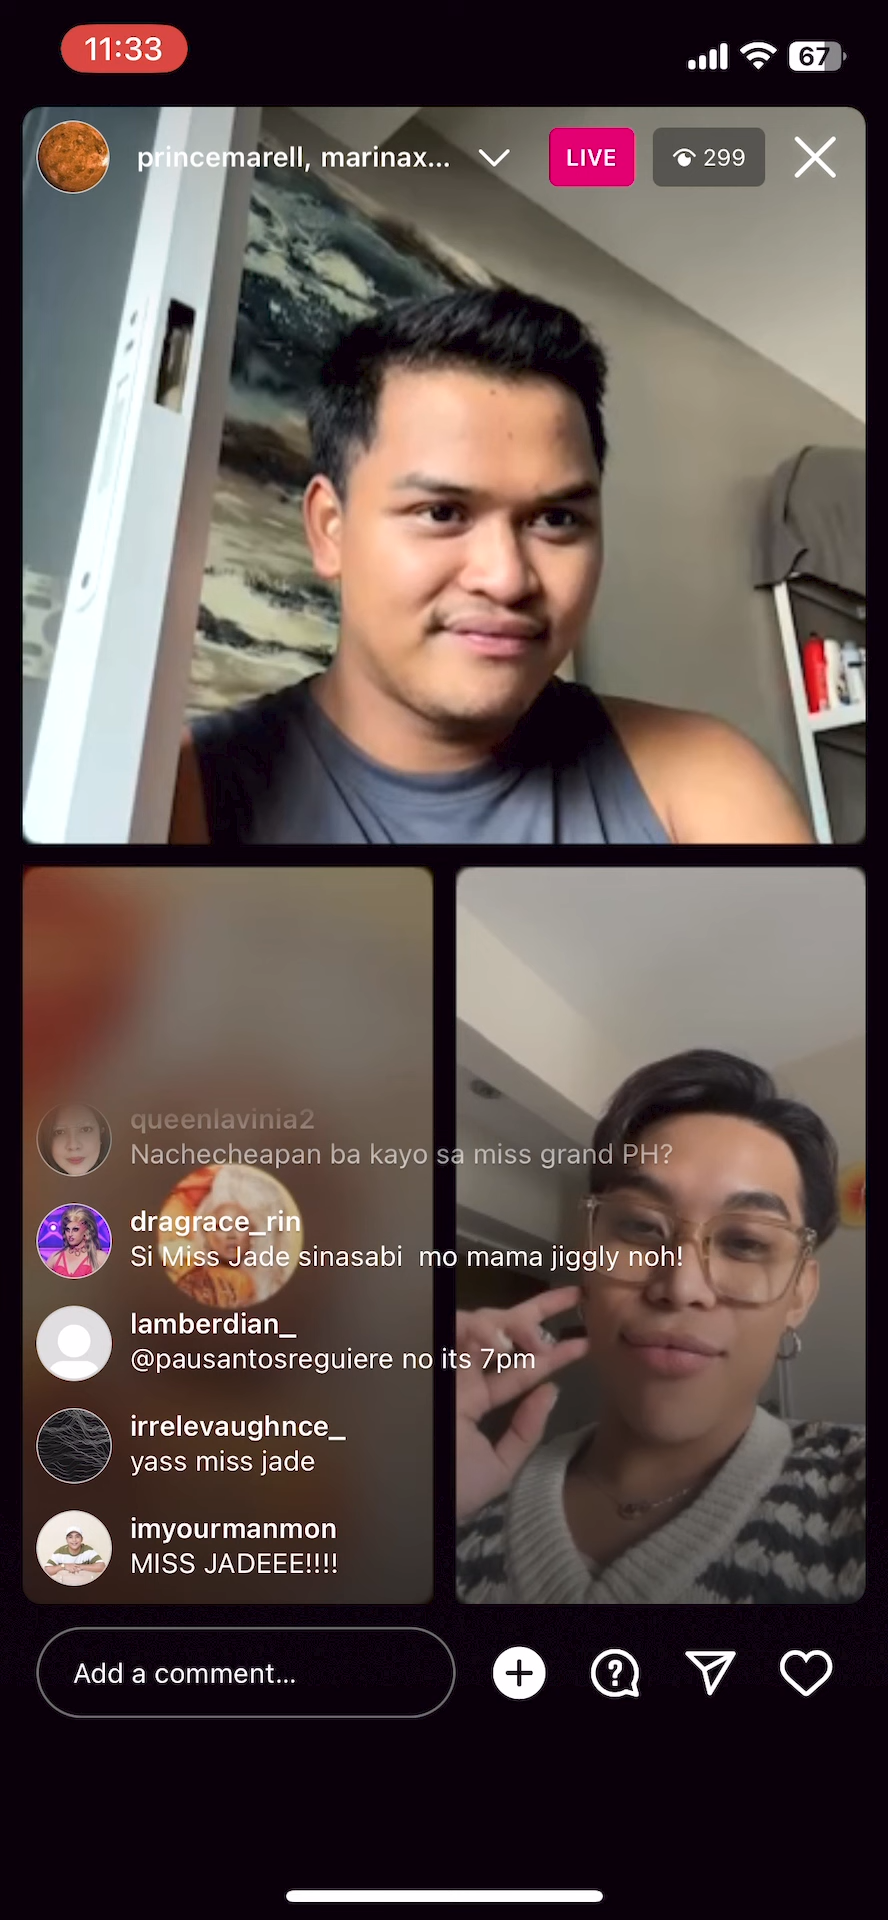 11:33
67
princemarell, marinax...
LIVE
299
queenlavinia2
Nachecheapan ba kayo sa miss grand PH?
dragrace_rin
Si Miss Jade sinasabi mo mama jiggly noh!
lamberdian_
@pausantosreguiere no its 7pm
irrelevaughnce_
yass miss jade
imyourmanmon
MISS JADEEE!!!!
Add a comment...